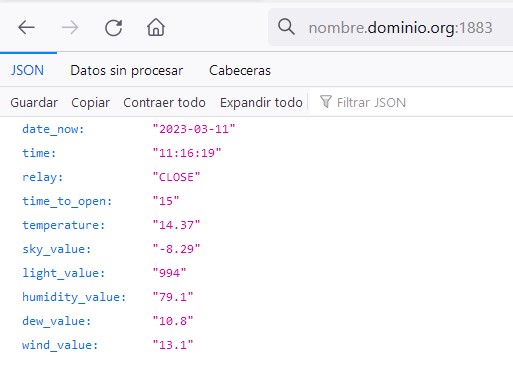 nombre.dominio.org:1883
JSON Datos sin procesar Cabeceras
Guardar Copiar Contraer todo Expandir todo Filtrar JSON
date_now: "2023-03-11"
time: "11:16:19"
relay: "CLOSE"
time_to_open: "15"
temperature: "14.37"
sky_value: "-8.29"
light_value: "994"
humidity_value: "79.1"
dew_value: "10.8"
wind_value: "13.1"